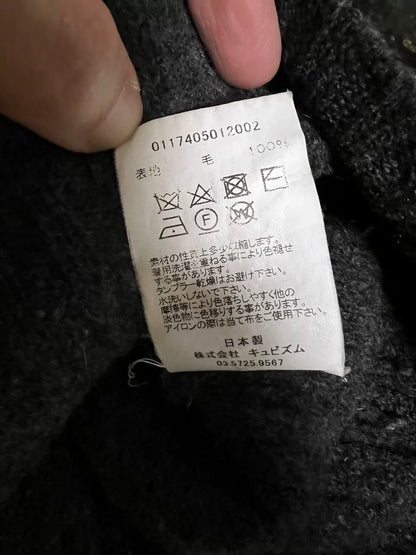 0117405012002
表地 毛 100%
F
素材の性質上多少収縮します。
着用洗濯を重ねる事により色褪せ
する事があります。
タンブラー乾燥はお避け下さい。
水洗いしないで下さい。
摩擦等により色落ちしやすく他の
淡色物に色移りする事があります。
アイロンの際は当て布をご使用下さい。
日本製
株式会社 キュビズム
03.5725.9567